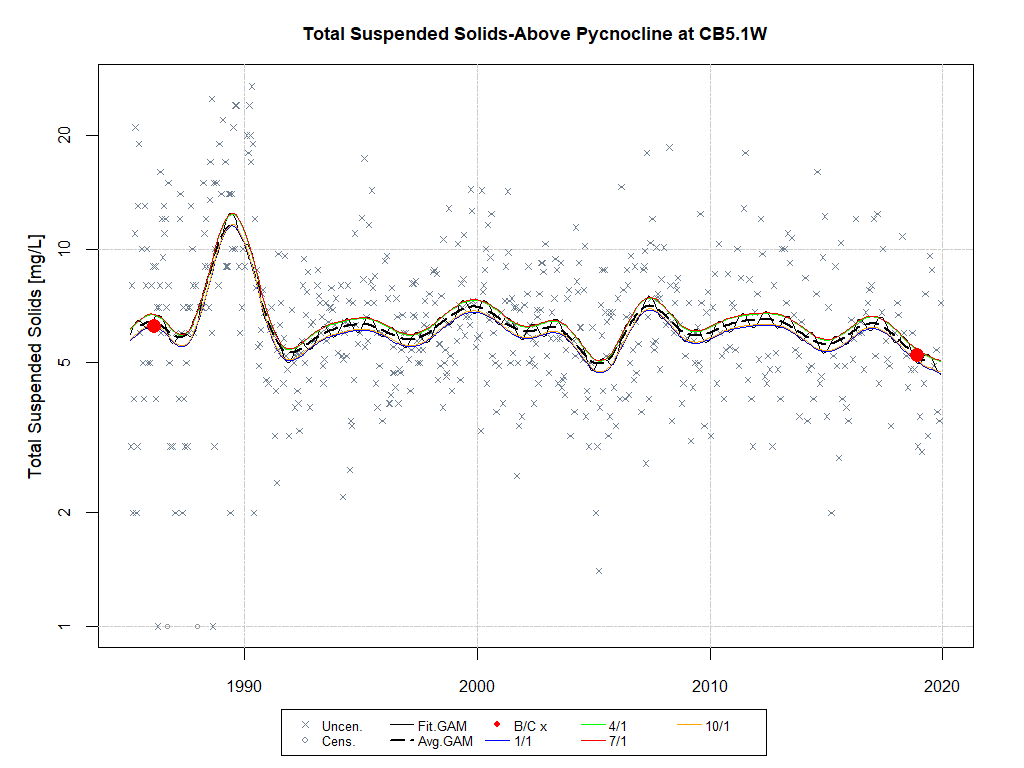 Total Suspended Solids-Above Pycnocline at CB5.1W
Total Suspended Solids [mg/L]
20
10
5
2
1
1990 2000 2010 2020
Uncen. Fit.GAM B/C x 4/1 10/1
Cens. Avg.GAM 1/1 7/1